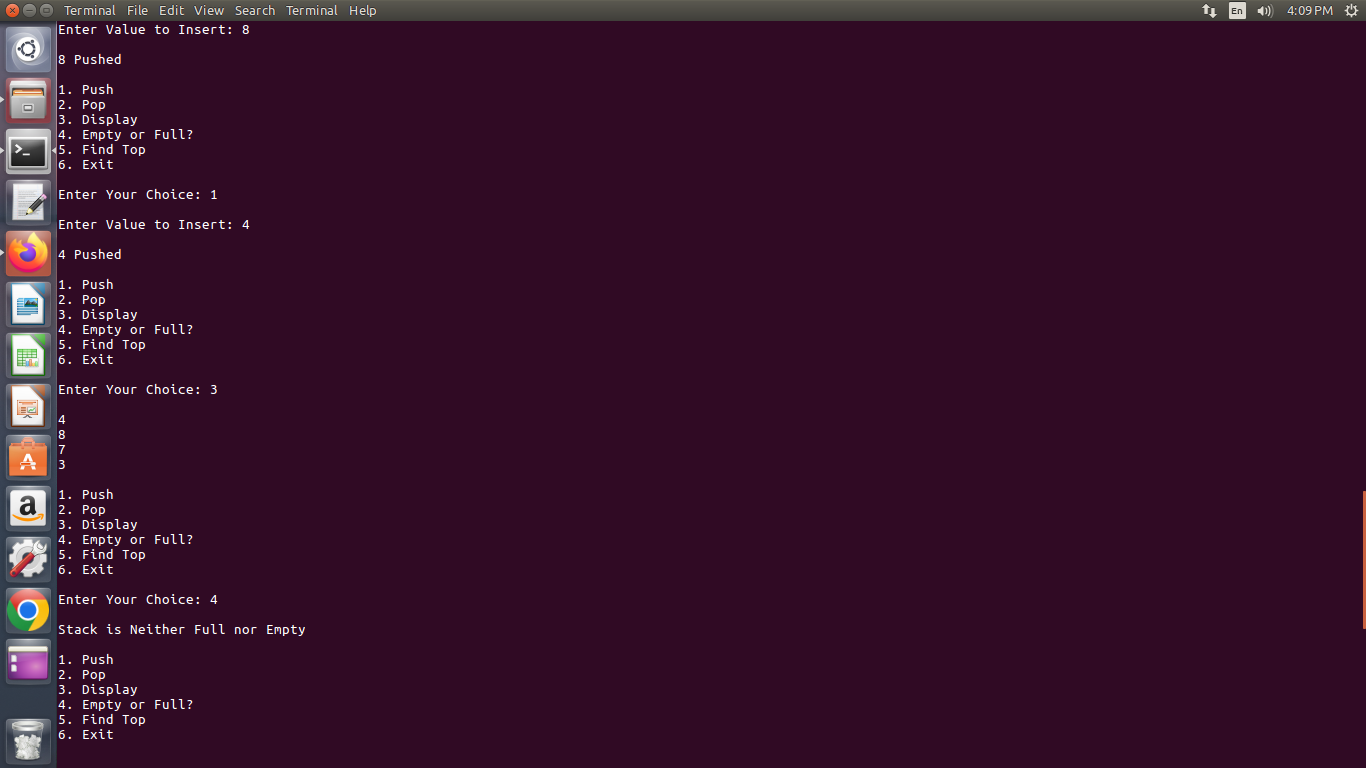 Terminal File Edit View Search Terminal Help En 4:09 PM
Enter Value to Insert: 8
8 Pushed
1. Push
2. Pop
3. Display
4. Empty or Full?
5. Find Top
6. Exit
Enter Your Choice: 1
Enter Value to Insert: 4
4 Pushed
1. Push
2. Pop
3. Display
4. Empty or Full?
5. Find Top
6. Exit
Enter Your Choice: 3
4
8
7
3
1. Push
2. Pop
3. Display
4. Empty or Full?
5. Find Top
6. Exit
Enter Your Choice: 4
Stack is Neither Full nor Empty
1. Push
2. Pop
3. Display
4. Empty or Full?
5. Find Top
6. Exit